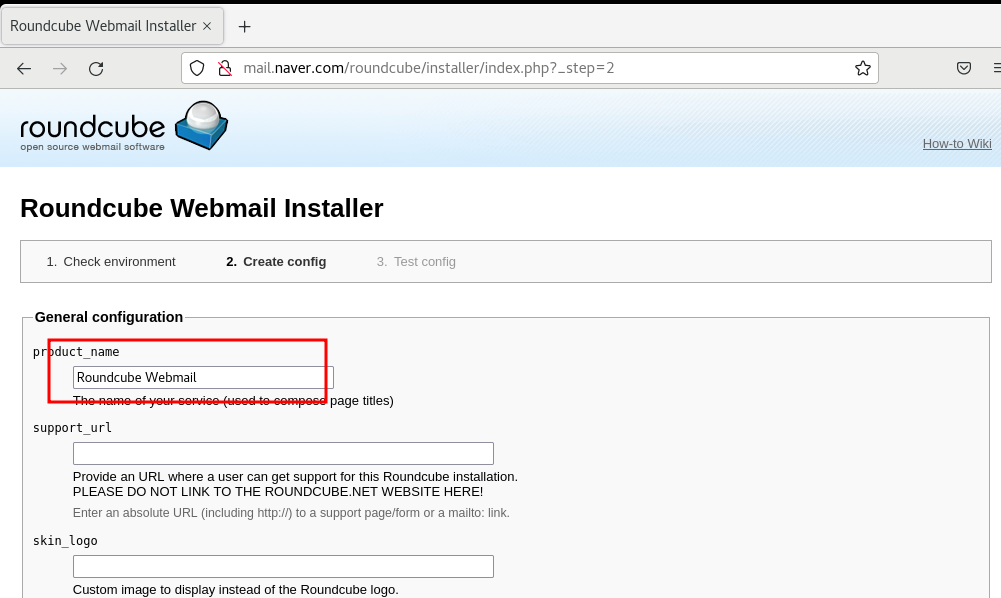 Roundcube Webmail Installer
mail.naver.com/roundcube/installer/index.php?_step=2
roundcube
open source webmail software
How-to Wiki
Roundcube Webmail Installer
1. Check environment 2. Create config 3. Test config
General configuration
product_name
Roundcube Webmail
The name of your service (used to compose page titles)
support_url
Provide an URL where a user can get support for this Roundcube installation.
PLEASE DO NOT LINK TO THE ROUNDCUBE.NET WEBSITE HERE!
Enter an absolute URL (including http://) to a support page/form or a mailto: link.
skin_logo
Custom image to display instead of the Roundcube logo.